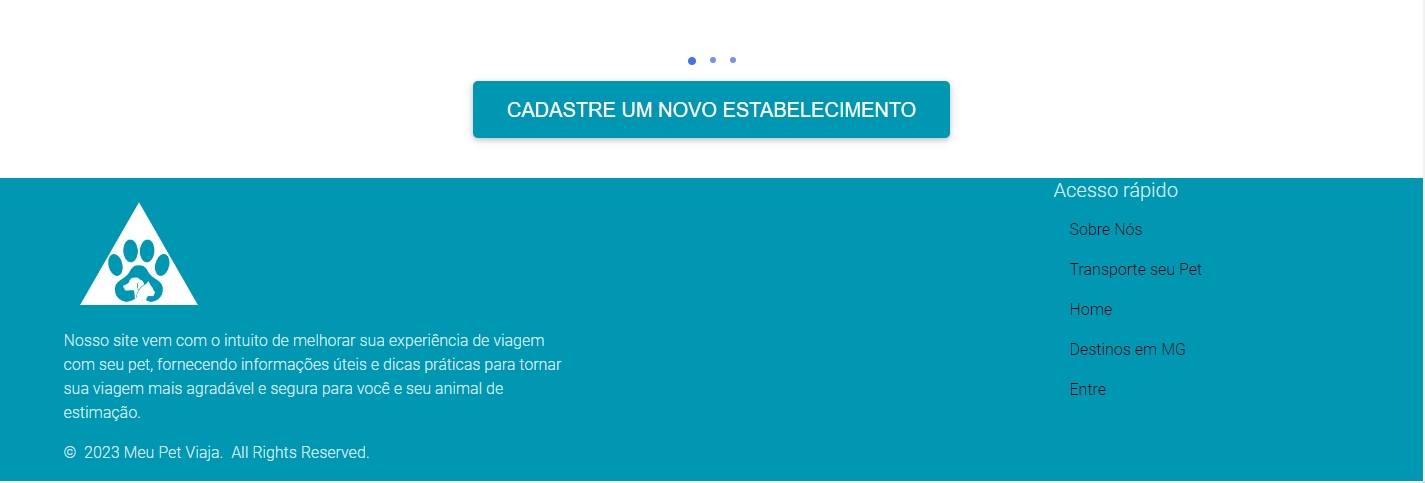 CADASTRE UM NOVO ESTABELECIMENTO
Nosso site vem com o intuito de melhorar sua experiência de viagem
com seu pet, fornecendo informações úteis e dicas práticas para tornar
sua viagem mais agradável e segura para você e seu animal de
estimação.
© 2023 Meu Pet Viaja. All Rights Reserved.
Acesso rápido
Sobre Nós
Transporte seu Pet
Home
Destinos em MG
Entre